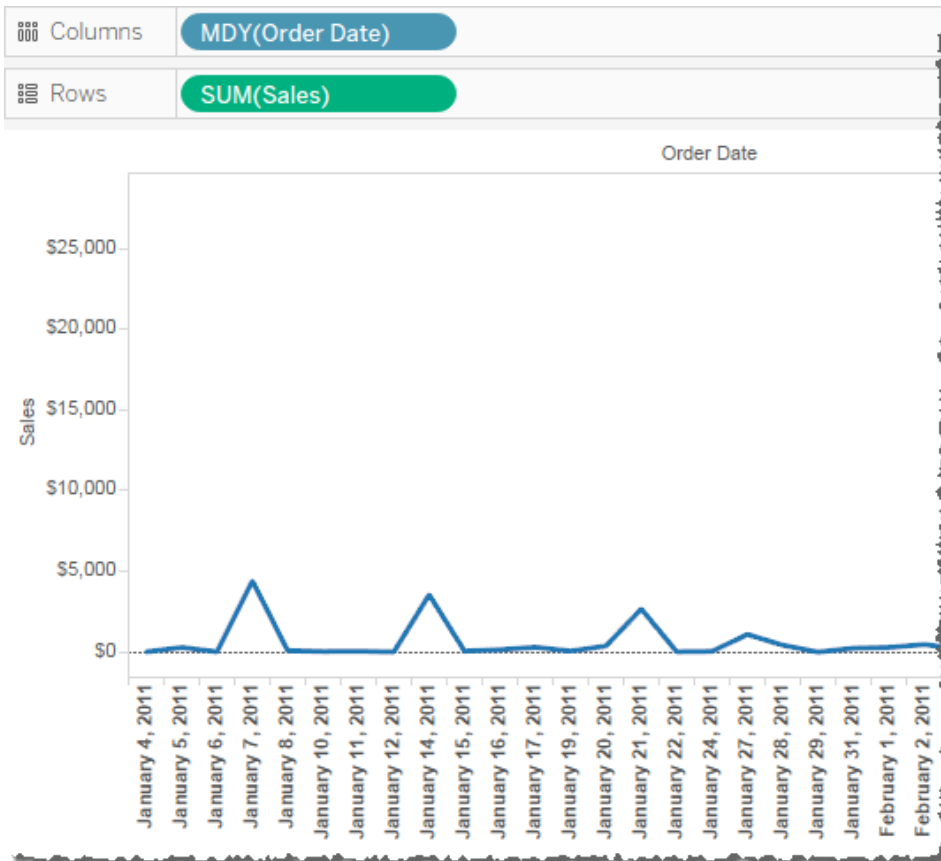 Columns MDY(Order Date)
Rows SUM(Sales)
Order Date
Sales
$25,000
$20,000
$15,000
$10,000
$5,000
$0
January 4, 2011
January 5, 2011
January 6, 2011
January 7, 2011
January 8, 2011
January 10, 2011
January 11, 2011
January 12, 2011
January 14, 2011
January 15, 2011
January 16, 2011
January 17, 2011
January 19, 2011
January 20, 2011
January 21, 2011
January 22, 2011
January 24, 2011
January 27, 2011
January 28, 2011
January 29, 2011
January 31, 2011
February 1, 2011
February 2, 2011